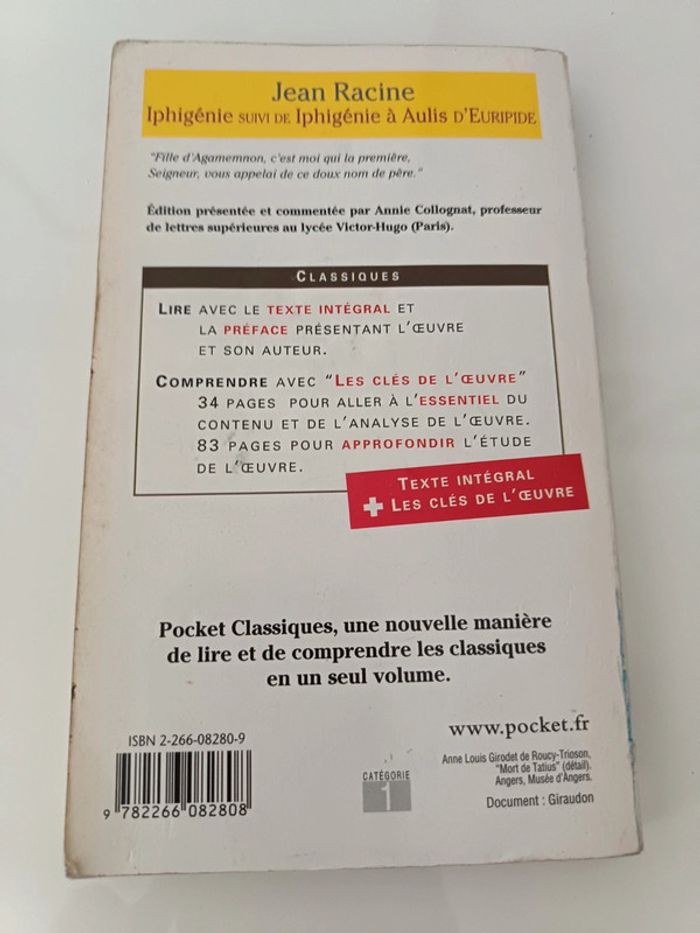 Jean Racine
Iphigénie SUIVI DE Iphigénie à Aulis D'EURIPIDE
"Fille d'Agamemnon, c'est moi qui la première,
Seigneur, vous appelai de ce doux nom de père."
Édition présentée et commentée par Annie Collognat, professeur
de lettres supérieures au lycée Victor-Hugo (Paris).
CLASSIQUES
LIRE AVEC LE TEXTE INTÉGRAL ET
LA PRÉFACE PRÉSENTANT L'ŒUVRE
ET SON AUTEUR.
COMPRENDRE AVEC "LES CLÉS DE L'ŒUVRE"
34 PAGES POUR ALLER À L'ESSENTIEL DU
CONTENU ET DE L'ANALYSE DE L'ŒUVRE.
83 PAGES POUR APPROFONDIR L'ÉTUDE
DE L'ŒUVRE.
TEXTE INTÉGRAL
+ LES CLÉS DE L'ŒUVRE
Pocket Classiques, une nouvelle manière
de lire et de comprendre les classiques
en un seul volume.
www.pocket.fr
ISBN 2-266-08280-9
9 782266 082808
CATÉGORIE
1
Anne Louis Girodet de Roucy-Trioson,
"Mort de Tatius" (détail).
Angers, Musée d'Angers.
Document : Giraudon